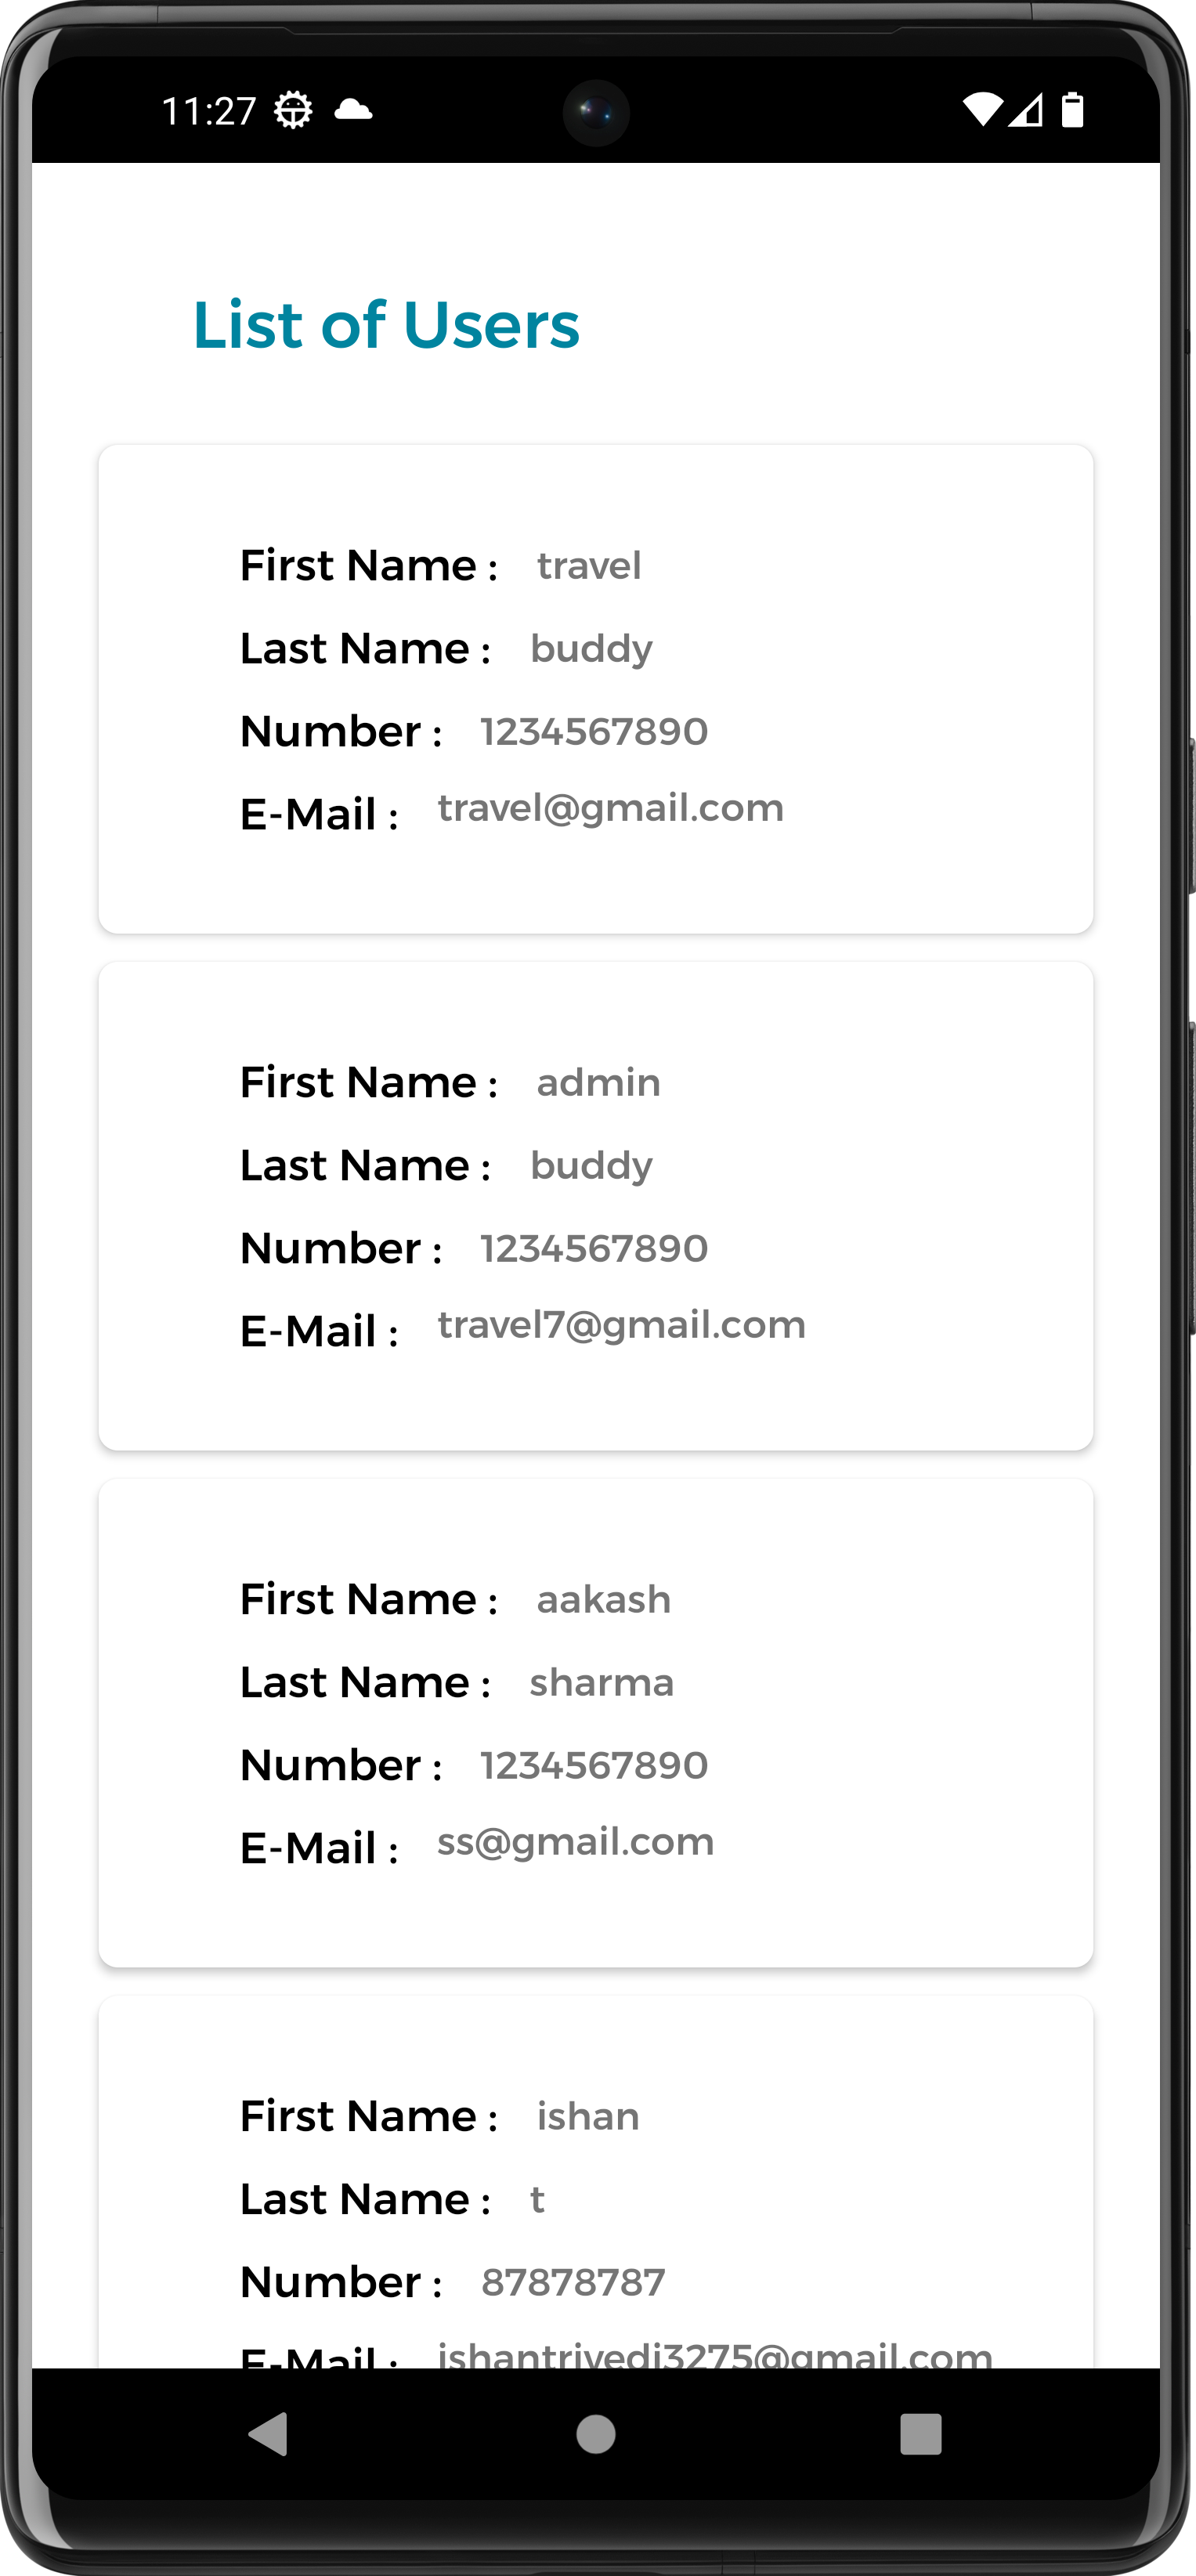 11:27
List of Users
First Name : travel
Last Name : buddy
Number : 1234567890
E-Mail : travel@gmail.com
First Name : admin
Last Name : buddy
Number : 1234567890
E-Mail : travel7@gmail.com
First Name : aakash
Last Name : sharma
Number : 1234567890
E-Mail : ss@gmail.com
First Name : ishan
Last Name : t
Number : 87878787
E-Mail : ishantrivedi3275@gmail.com